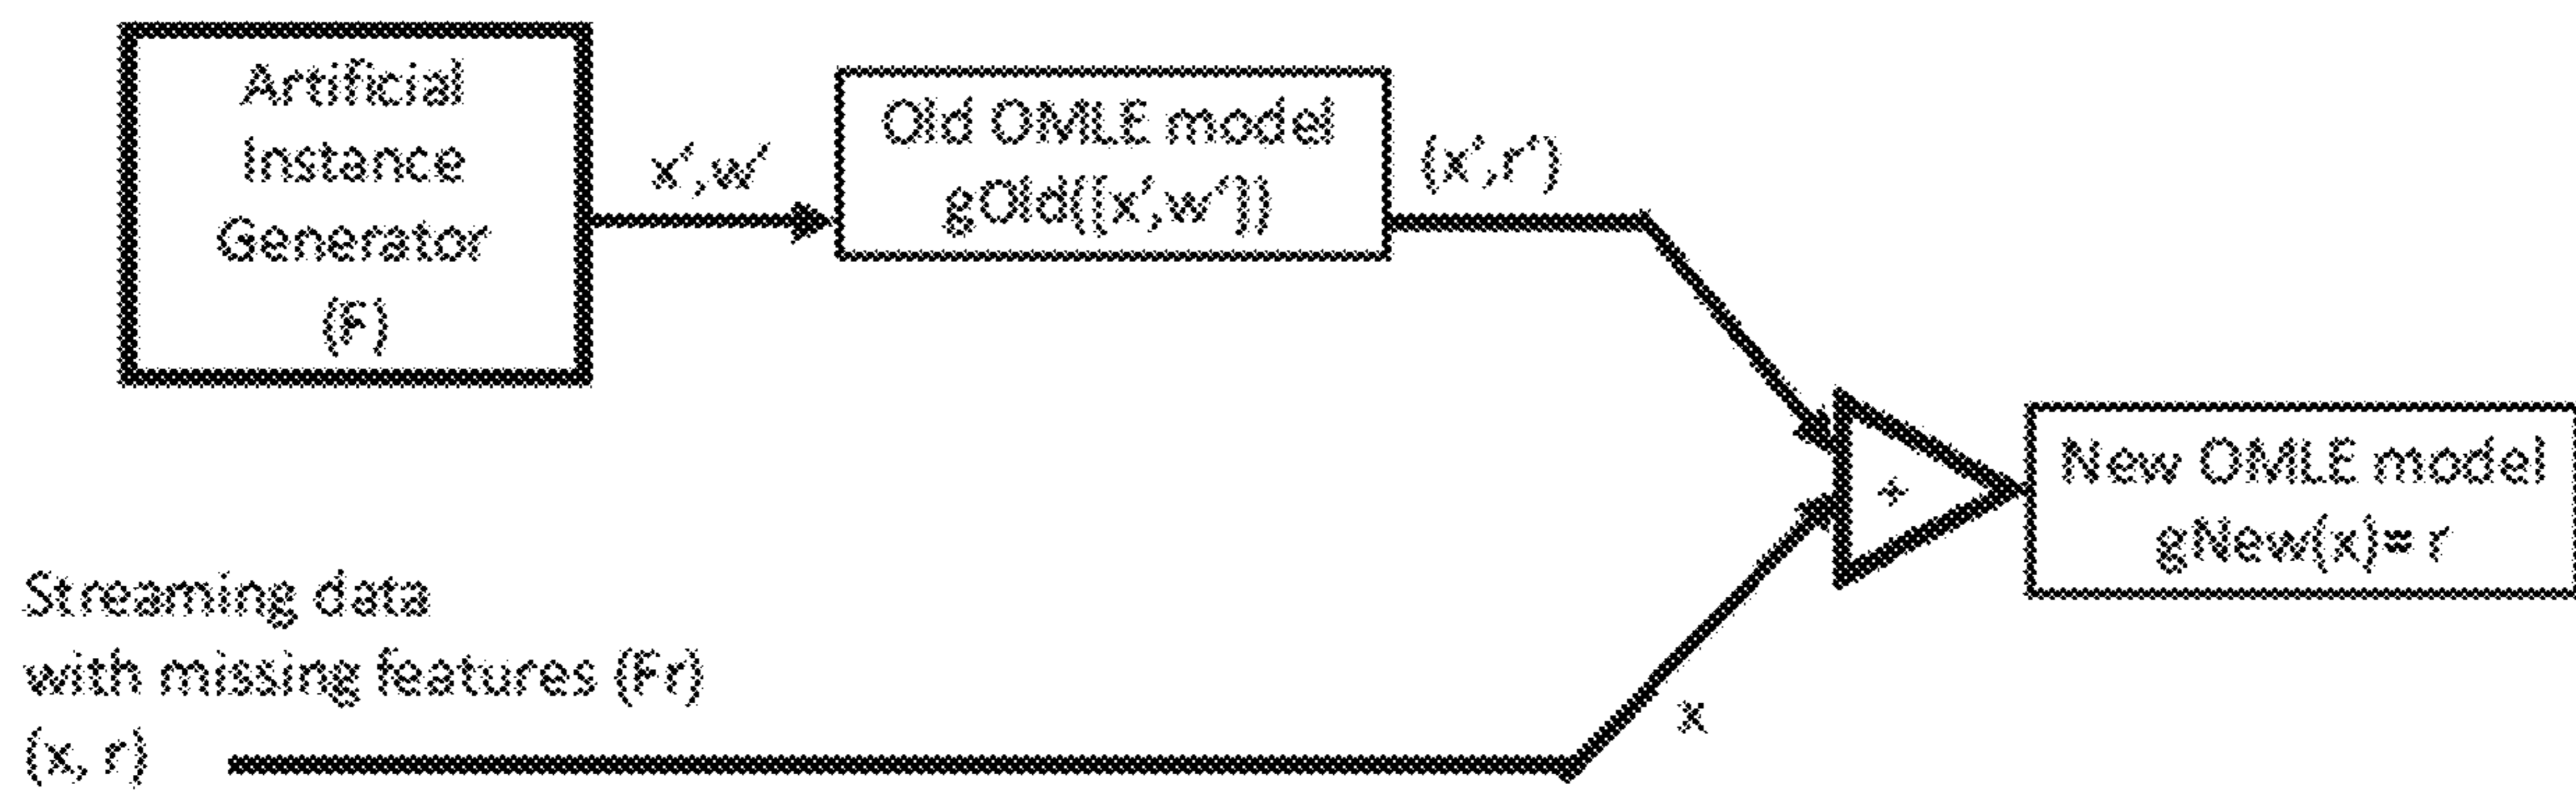 Artificial
Instance
Generator
(F)
x',w'
Old OMLE model
gOld([x',w'])
(x',r')
+
New OMLE model
gNew(x)= r
Streaming data
with missing features (Fr)
(x, r)
x